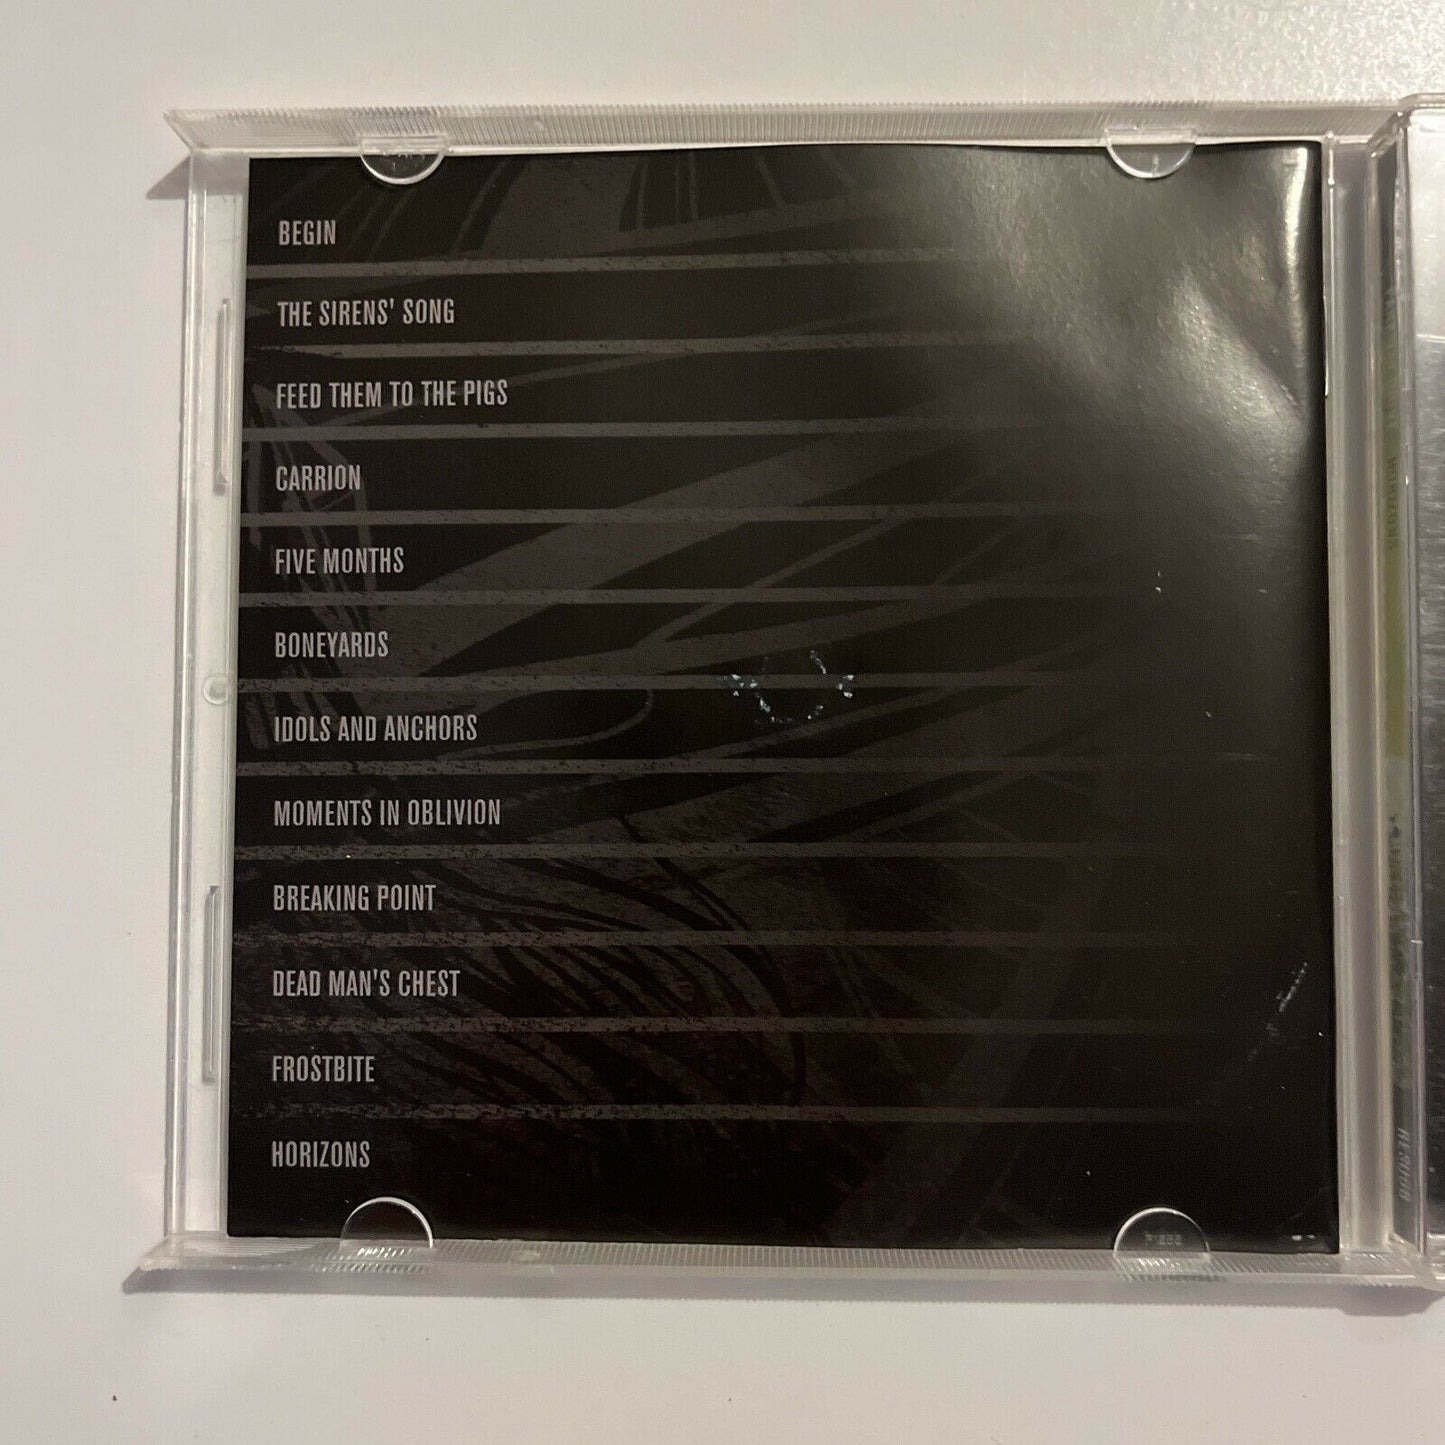 BEGIN
THE SIRENS' SONG
FEED THEM TO THE PIGS
CARRION
FIVE MONTHS
BONEYARDS
IDOLS AND ANCHORS
MOMENTS IN OBLIVION
BREAKING POINT
DEAD MAN'S CHEST
FROSTBITE
HORIZONS